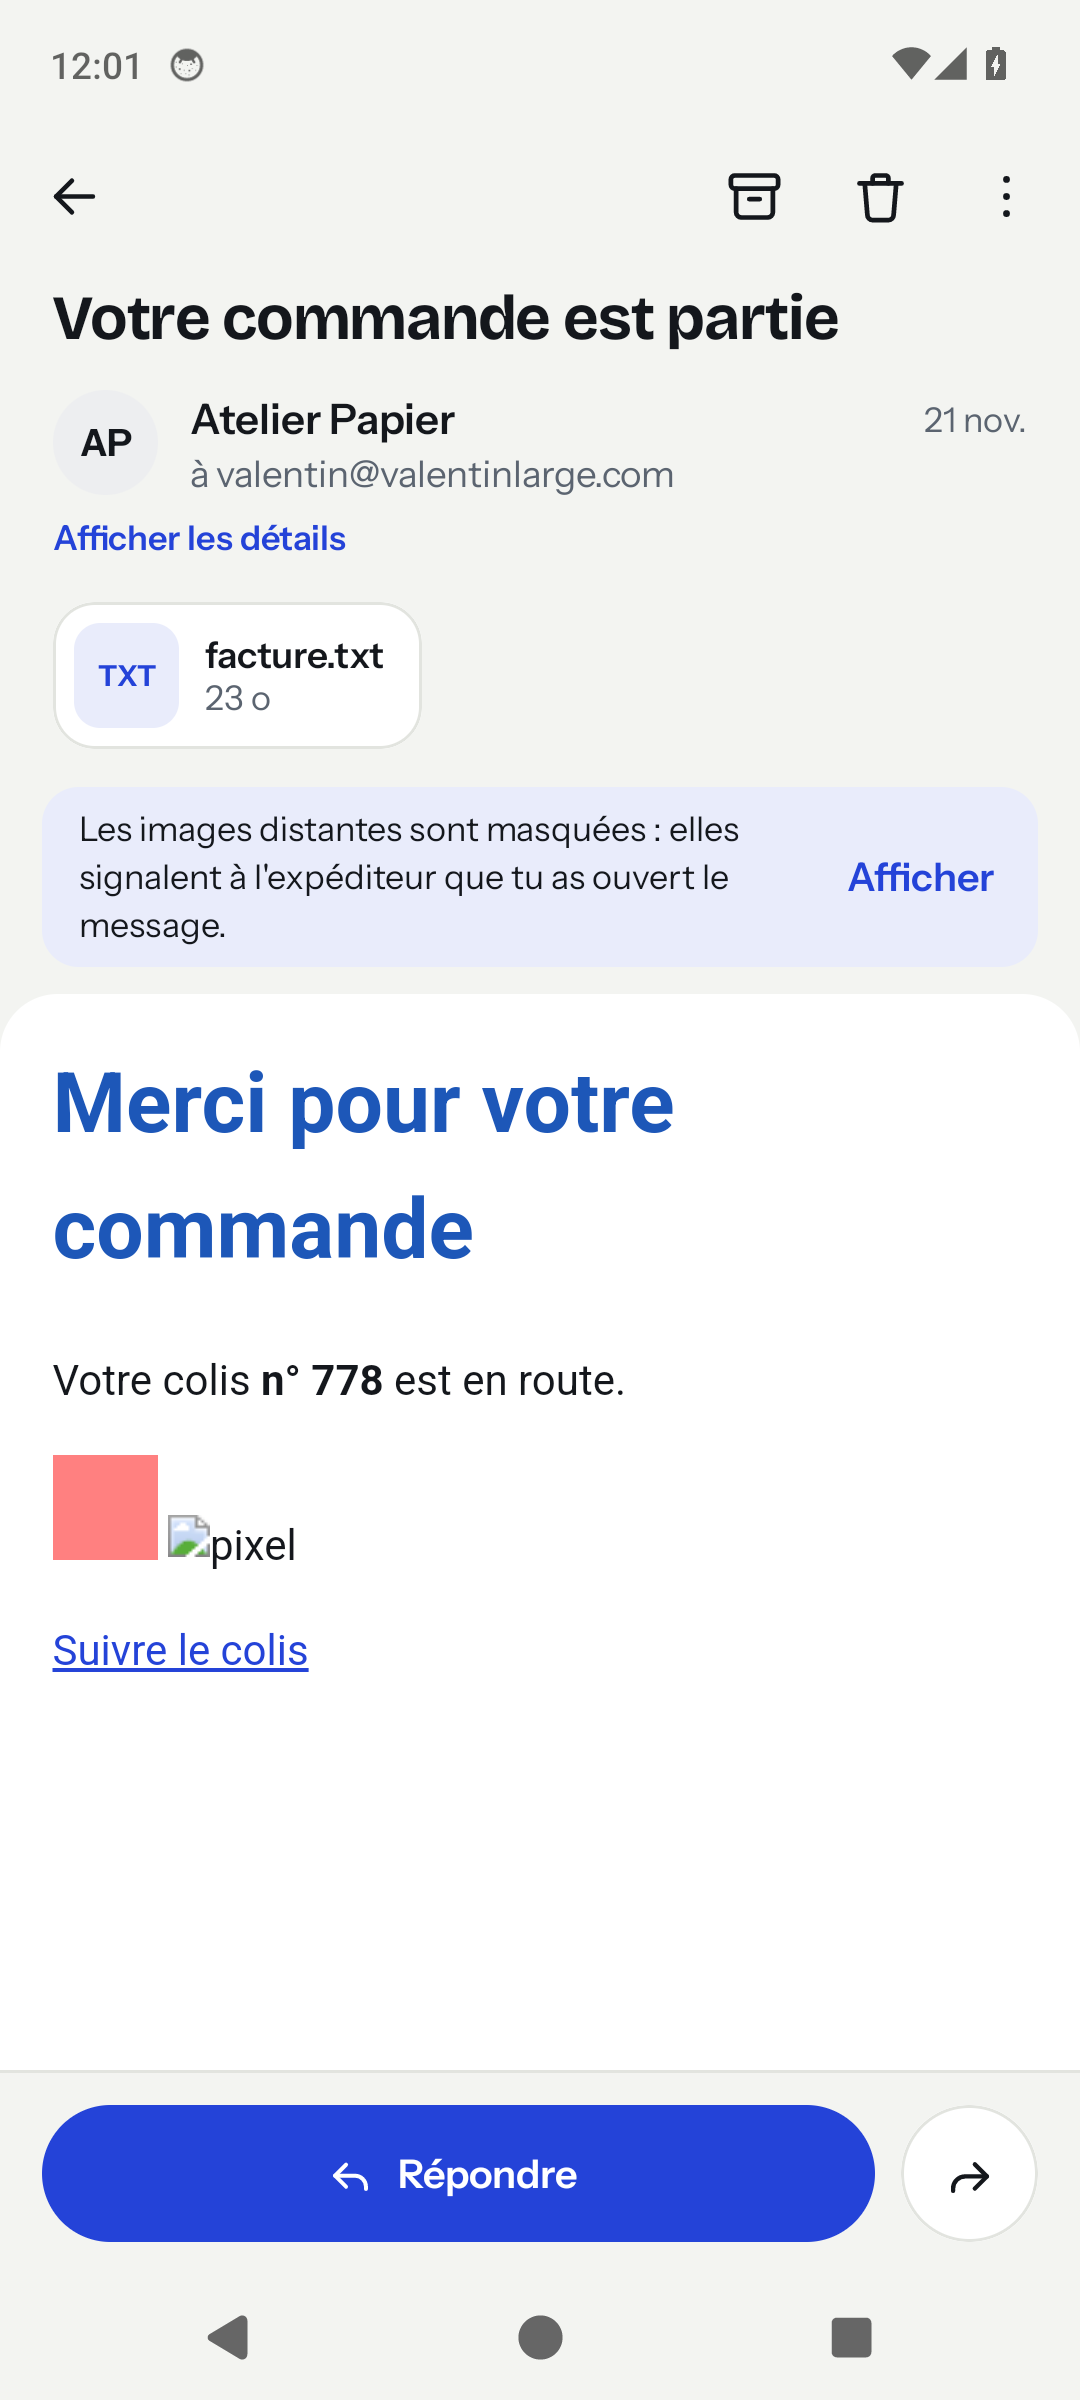 12:01
Votre commande est partie
AP
Atelier Papier
21 nov.
à valentin@valentinlarge.com
Afficher les détails
TXT
facture.txt
23 o
Les images distantes sont masquées : elles
signalent à l'expéditeur que tu as ouvert le
message.
Afficher
Merci pour votre
commande
Votre colis n° 778 est en route.
pixel
Suivre le colis
Répondre